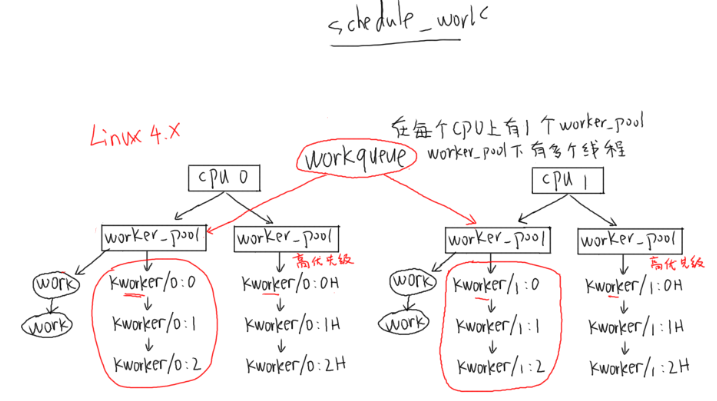 schedule_work
Linux 4.X
在每个CPU上有1个worker_pool
worker_pool下有多个线程
workqueue
CPU 0
CPU 1
worker_pool
worker_pool
worker_pool
worker_pool
高优先级
高优先级
work
work
kworker/0:0
kworker/0:1
kworker/0:2
kworker/0:0H
kworker/0:1H
kworker/0:2H
work
work
kworker/1:0
kworker/1:1
kworker/1:2
kworker/1:0H
kworker/1:1H
kworker/1:2H